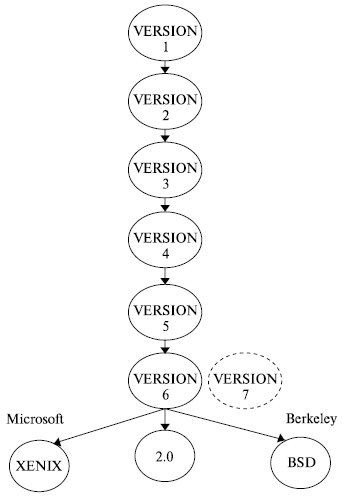 VERSION
1
VERSION
2
VERSION
3
VERSION
4
VERSION
5
VERSION
6
VERSION
7
Microsoft
Berkeley
XENIX
2.0
BSD